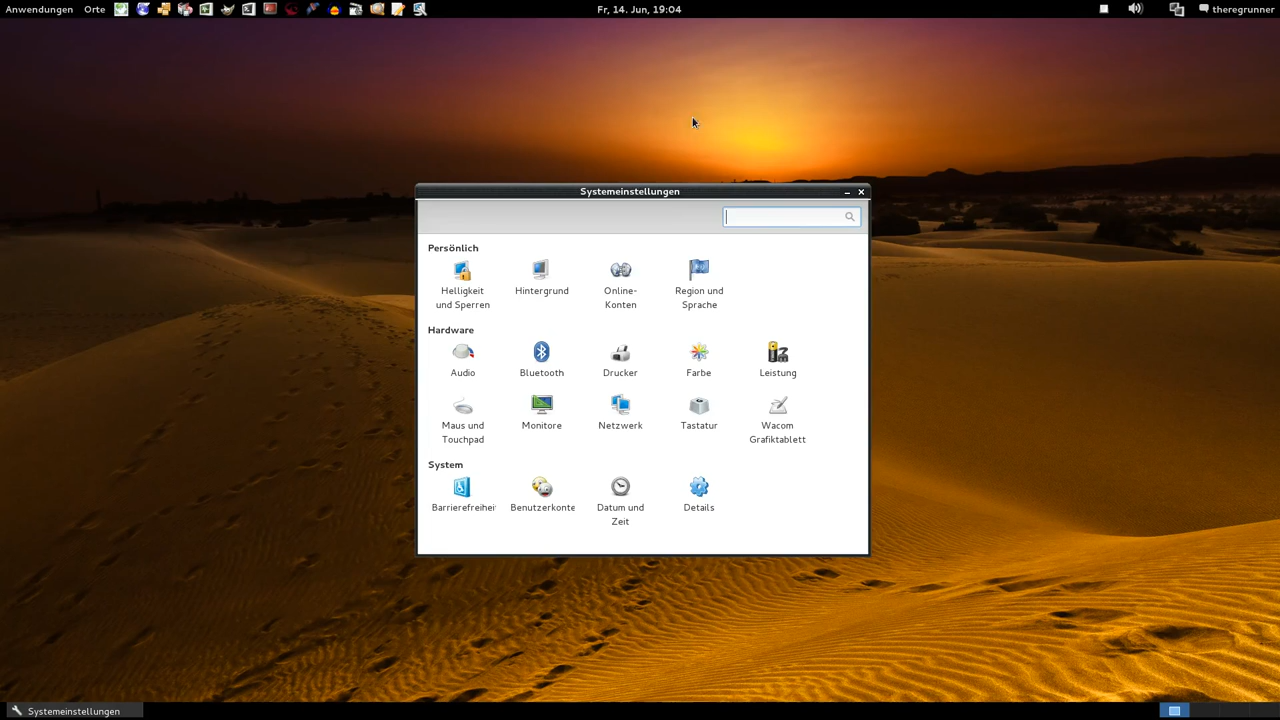 Anwendungen Orte Fr, 14. Jun, 19:04 theregrunner
Systemeinstellungen
Persönlich
Helligkeit und Sperren
Hintergrund
Online-Konten
Region und Sprache
Hardware
Audio
Bluetooth
Drucker
Farbe
Leistung
Maus und Touchpad
Monitore
Netzwerk
Tastatur
Wacom Grafiktablett
System
Barrierefreihei
Benutzerkonte
Datum und Zeit
Details
Systemeinstellungen